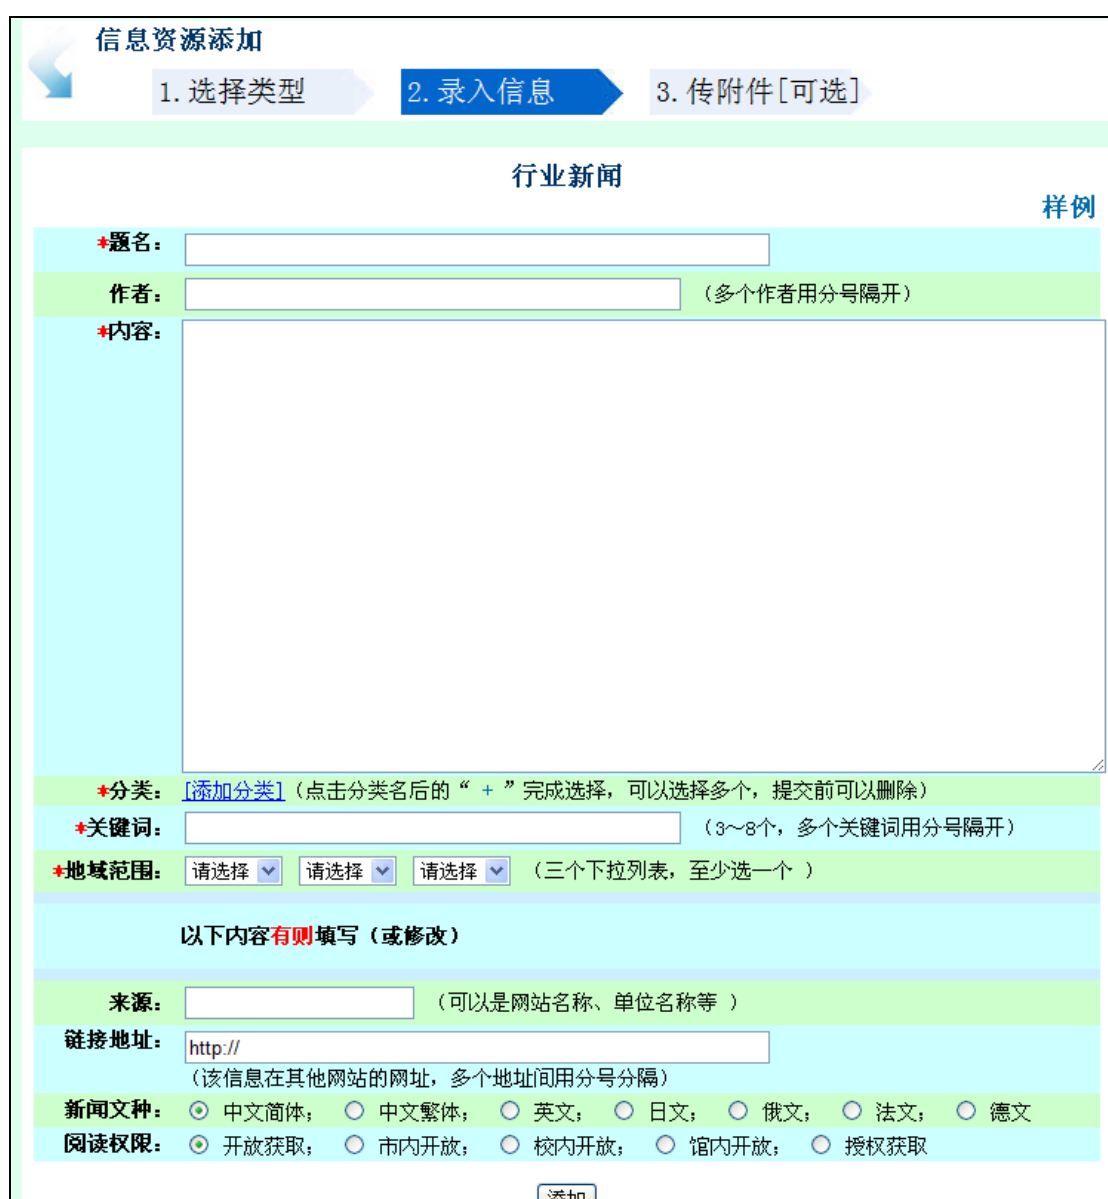 信息资源添加
1.选择类型 2.录入信息 3.传附件[可选]
行业新闻
样例
*题名：
作者： （多个作者用分号隔开）
*内容：
*分类： [添加分类]（点击分类名后的“ + ”完成选择，可以选择多个，提交前可以删除）
*关键词： （3～8个，多个关键词用分号隔开）
*地域范围： 请选择 请选择 请选择 （三个下拉列表，至少选一个 ）
以下内容有则填写（或修改）
来源： （可以是网站名称、单位名称等 ）
链接地址： http://
（该信息在其他网站的网址，多个地址间用分号分隔）
新闻文种： 中文简体； 中文繁体； 英文； 日文； 俄文； 法文； 德文
阅读权限： 开放获取； 市内开放； 校内开放； 馆内开放； 授权获取
添加